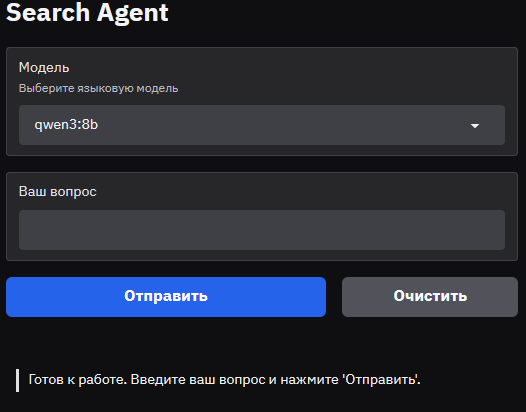 Search Agent
Модель
Выберите языковую модель
qwen3:8b
Ваш вопрос
Отправить
Очистить
Готов к работе. Введите ваш вопрос и нажмите 'Отправить'.